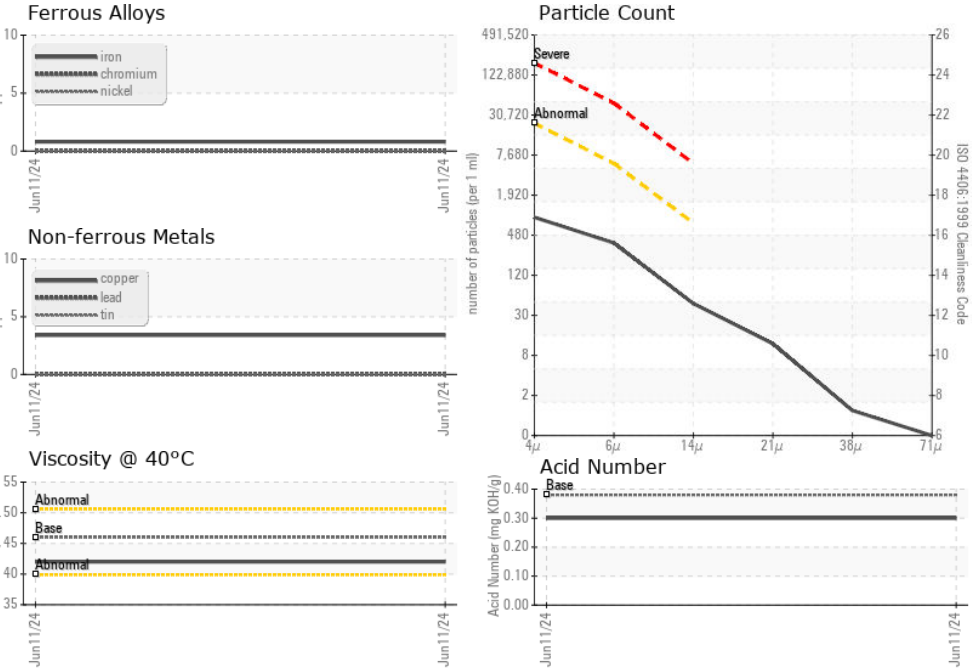 Ferrous Alloys
10
5
0
iron
chromium
nickel
Jun11/24
Jun11/24
Non-ferrous Metals
10
5
0
copper
lead
tin
Jun11/24
Jun11/24
Viscosity @ 40°C
55
50
45
40
35
Abnormal
Base
Abnormal
Jun11/24
Jun11/24
Particle Count
number of particles (per 1 ml)
491,520
122,880
30,720
7,680
1,920
480
120
30
8
2
0
Severe
Abnormal
4µ
6µ
14µ
21µ
38µ
71µ
26
24
22
20
18
16
14
12
10
8
6
ISO 4406:1999 Cleanliness Code
Acid Number
Acid Number (mg KOH/g)
0.40
0.30
0.20
0.10
0.00
Base
Jun11/24
Jun11/24